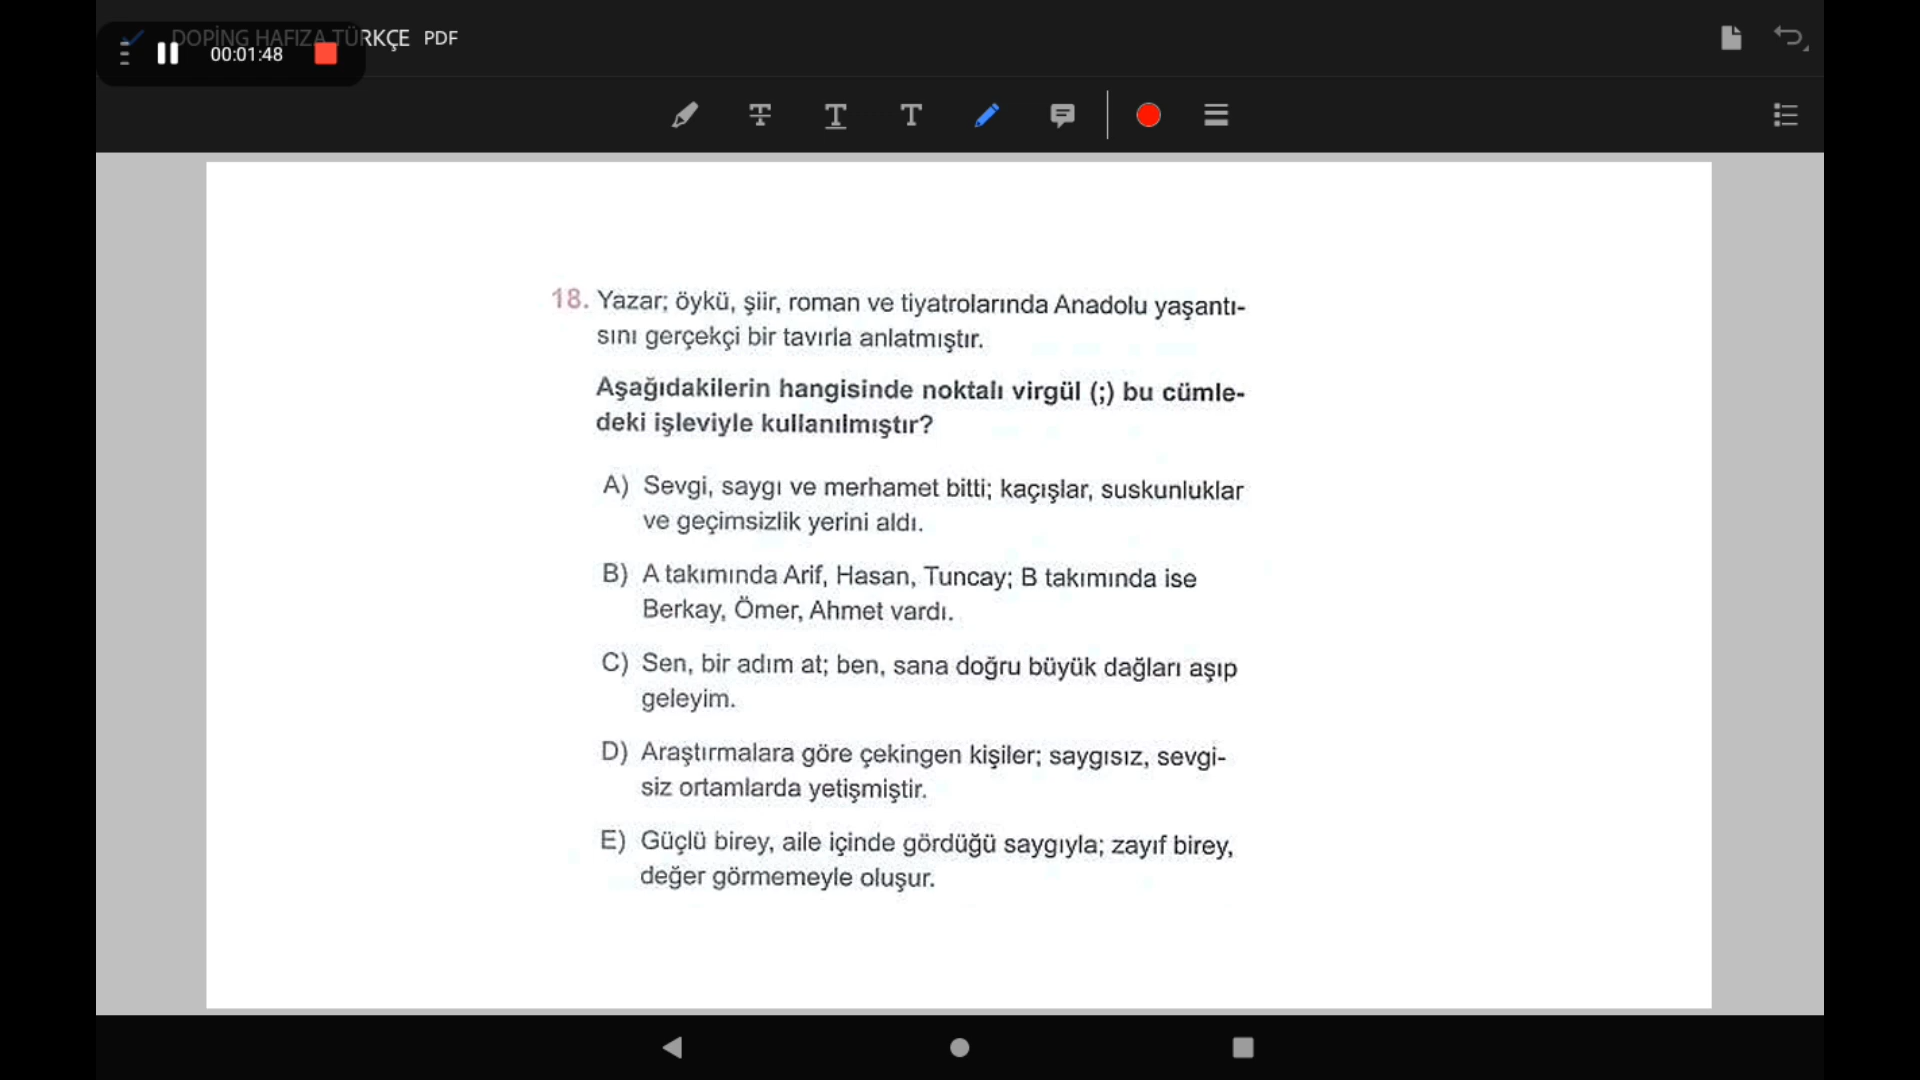 DOPİNG HAFIZA TÜRKÇE PDF
00:01:48
18. Yazar; öykü, şiir, roman ve tiyatrolarında Anadolu yaşantı-
sını gerçekçi bir tavırla anlatmıştır.
Aşağıdakilerin hangisinde noktalı virgül (;) bu cümle-
deki işleviyle kullanılmıştır?
A) Sevgi, saygı ve merhamet bitti; kaçışlar, suskunluklar
ve geçimsizlik yerini aldı.
B) A takımında Arif, Hasan, Tuncay; B takımında ise
Berkay, Ömer, Ahmet vardı.
C) Sen, bir adım at; ben, sana doğru büyük dağları aşıp
geleyim.
D) Araştırmalara göre çekingen kişiler; saygısız, sevgi-
siz ortamlarda yetişmiştir.
E) Güçlü birey, aile içinde gördüğü saygıyla; zayıf birey,
değer görmemeyle oluşur.